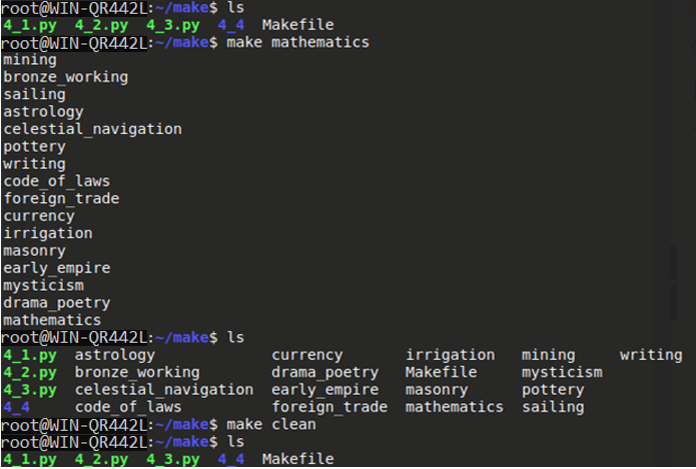 root@WIN-QR442L:~/make$ ls
4_1.py  4_2.py  4_3.py  4_4  Makefile
root@WIN-QR442L:~/make$ make mathematics
mining
bronze_working
sailing
astrology
celestial_navigation
pottery
writing
code_of_laws
foreign_trade
currency
irrigation
masonry
early_empire
mysticism
drama_poetry
mathematics
root@WIN-QR442L:~/make$ ls
4_1.py  astrology             currency       irrigation   mining     writing
4_2.py  bronze_working        drama_poetry   Makefile     mysticism
4_3.py  celestial_navigation  early_empire   masonry      pottery
4_4     code_of_laws          foreign_trade  mathematics  sailing
root@WIN-QR442L:~/make$ make clean
root@WIN-QR442L:~/make$ ls
4_1.py  4_2.py  4_3.py  4_4  Makefile